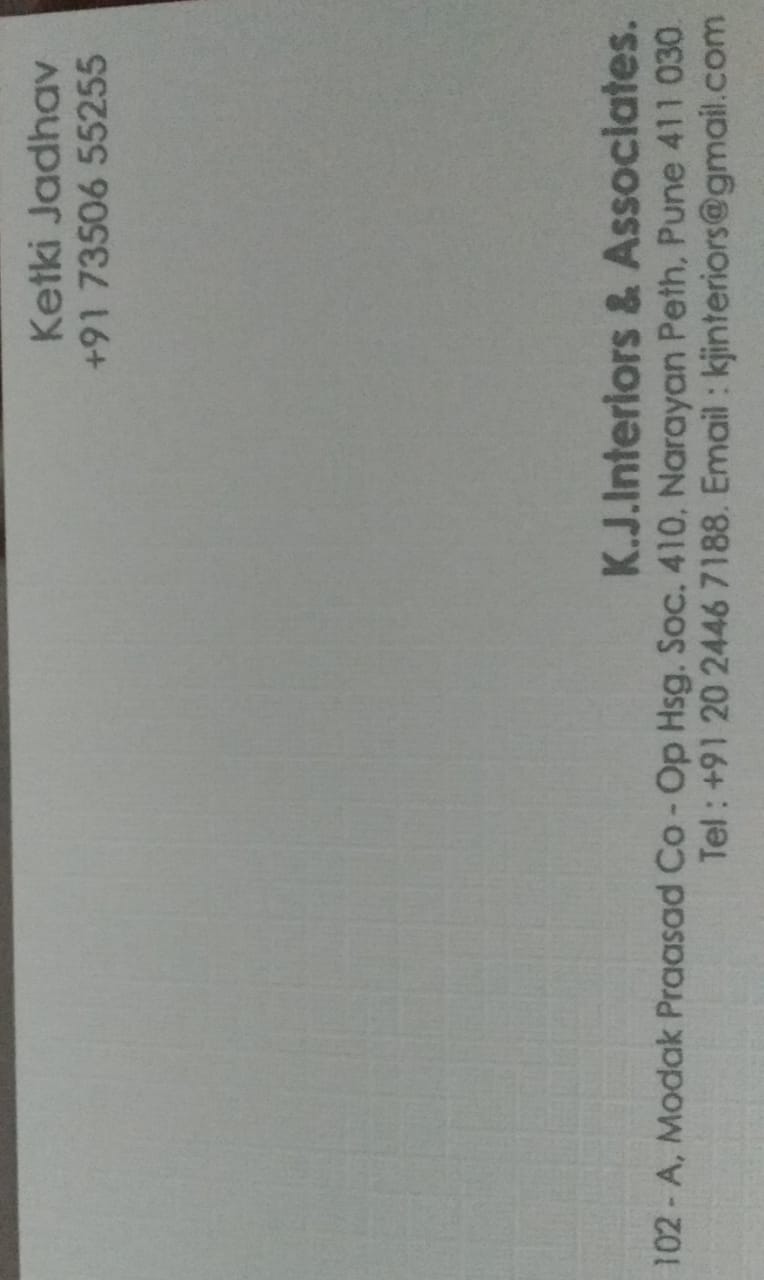 Ketki Jadhav
+91 73506 55255
K.J.Interiors & Associates.
102 - A, Modak Praasad Co - Op Hsg. Soc. 410, Narayan Peth, Pune 411 030.
Tel : +91 20 2446 7188. Email : kjinteriors@gmail.com